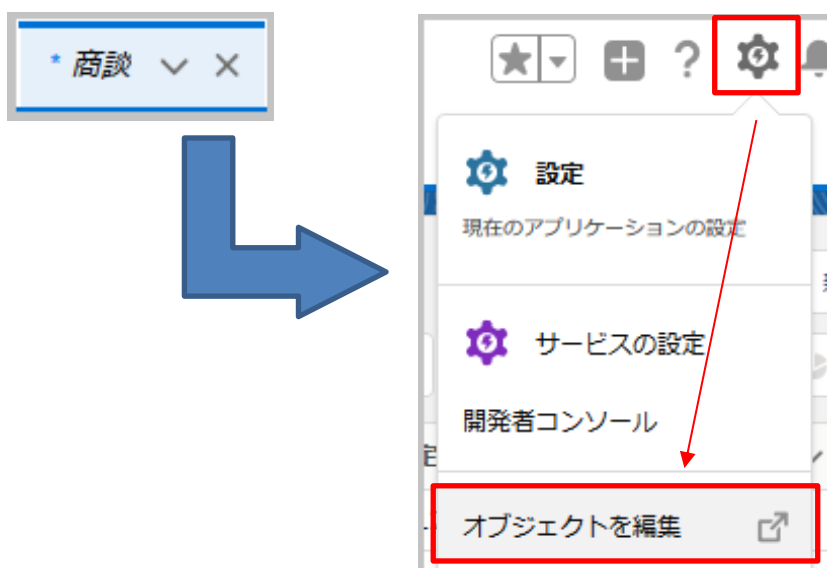 * 商談
設定
現在のアプリケーションの設定
サービスの設定
開発者コンソール
オブジェクトを編集